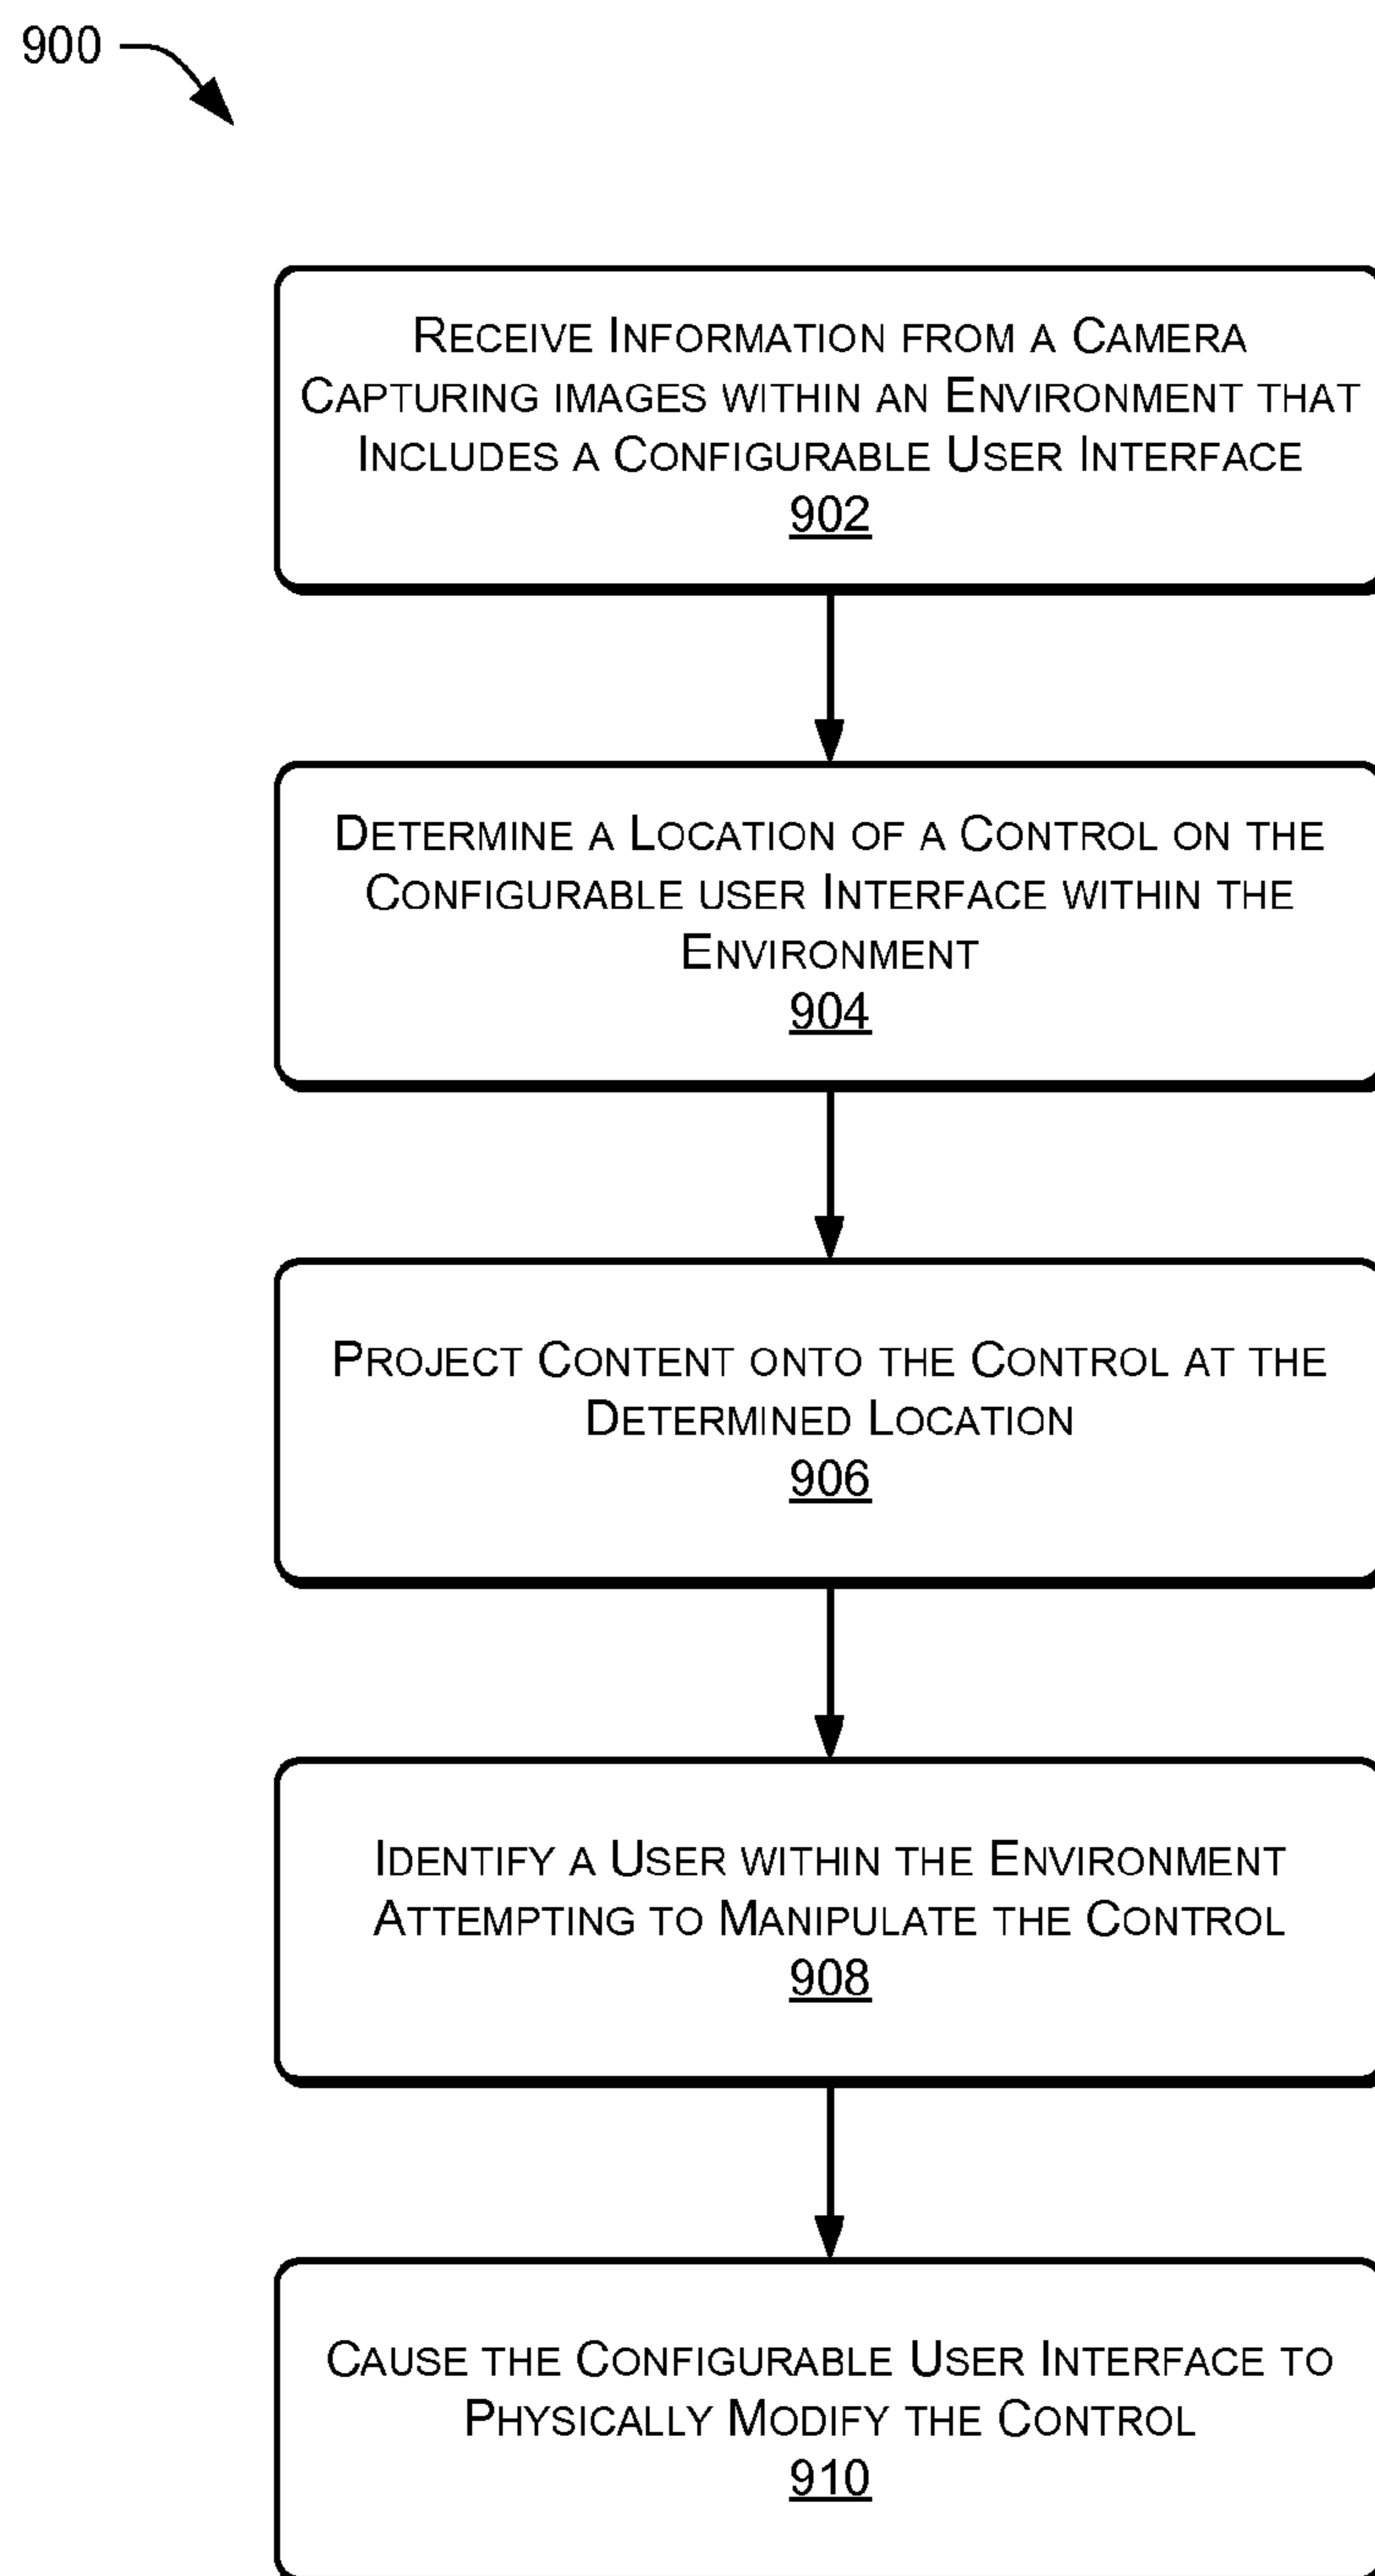 900
Receive Information from a Camera
Capturing images within an Environment that
Includes a Configurable User Interface
902
Determine a Location of a Control on the
Configurable user Interface within the
Environment
904
Project Content onto the Control at the
Determined Location
906
Identify a User within the Environment
Attempting to Manipulate the Control
908
Cause the Configurable User Interface to
Physically Modify the Control
910